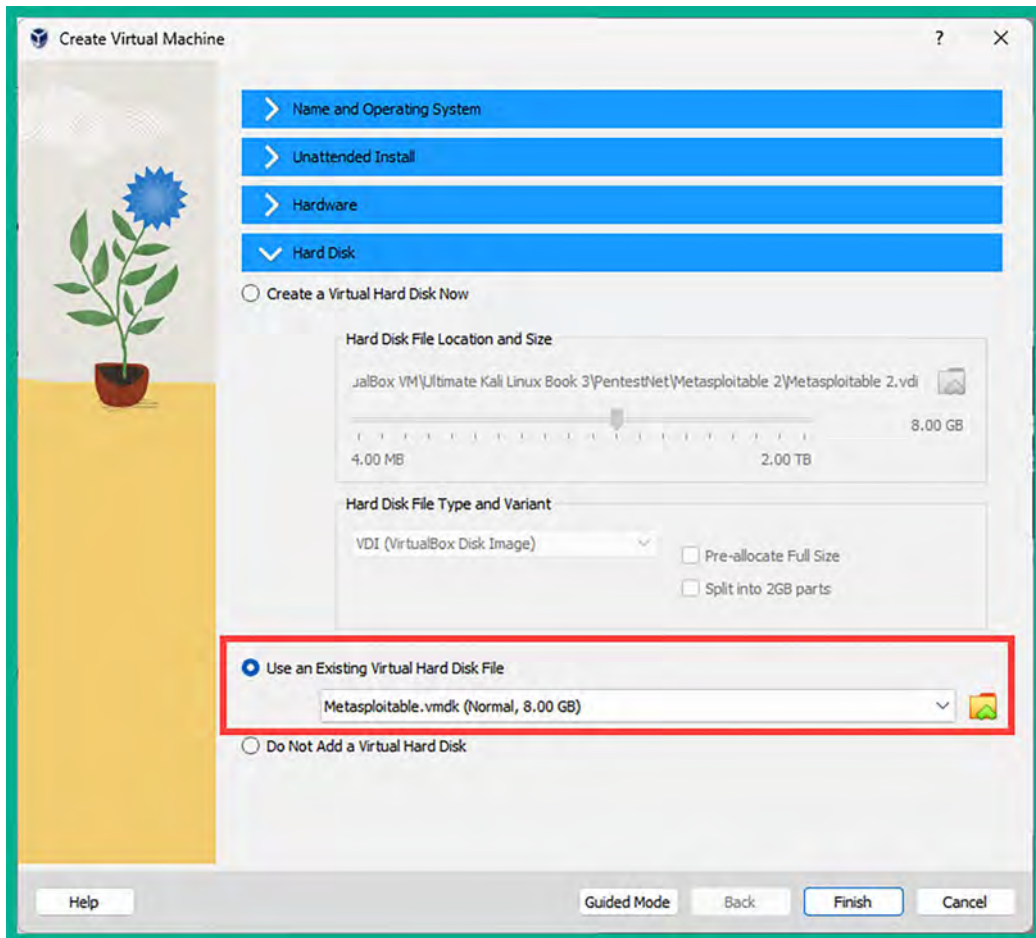 Create Virtual Machine
?
Name and Operating System
Unattended Install
Hardware
Hard Disk
Create a Virtual Hard Disk Now
Hard Disk File Location and Size
ualBox VM\Ultimate Kali Linux Book 3\PentestNet\Metasploitable 2\Metasploitable 2.vdi
8.00 GB
4.00 MB 2.00 TB
Hard Disk File Type and Variant
VDI (VirtualBox Disk Image)
Pre-allocate Full Size
Split into 2GB parts
Use an Existing Virtual Hard Disk File
Metasploitable.vmdk (Normal, 8.00 GB)
Do Not Add a Virtual Hard Disk
Help Guided Mode Back Finish Cancel